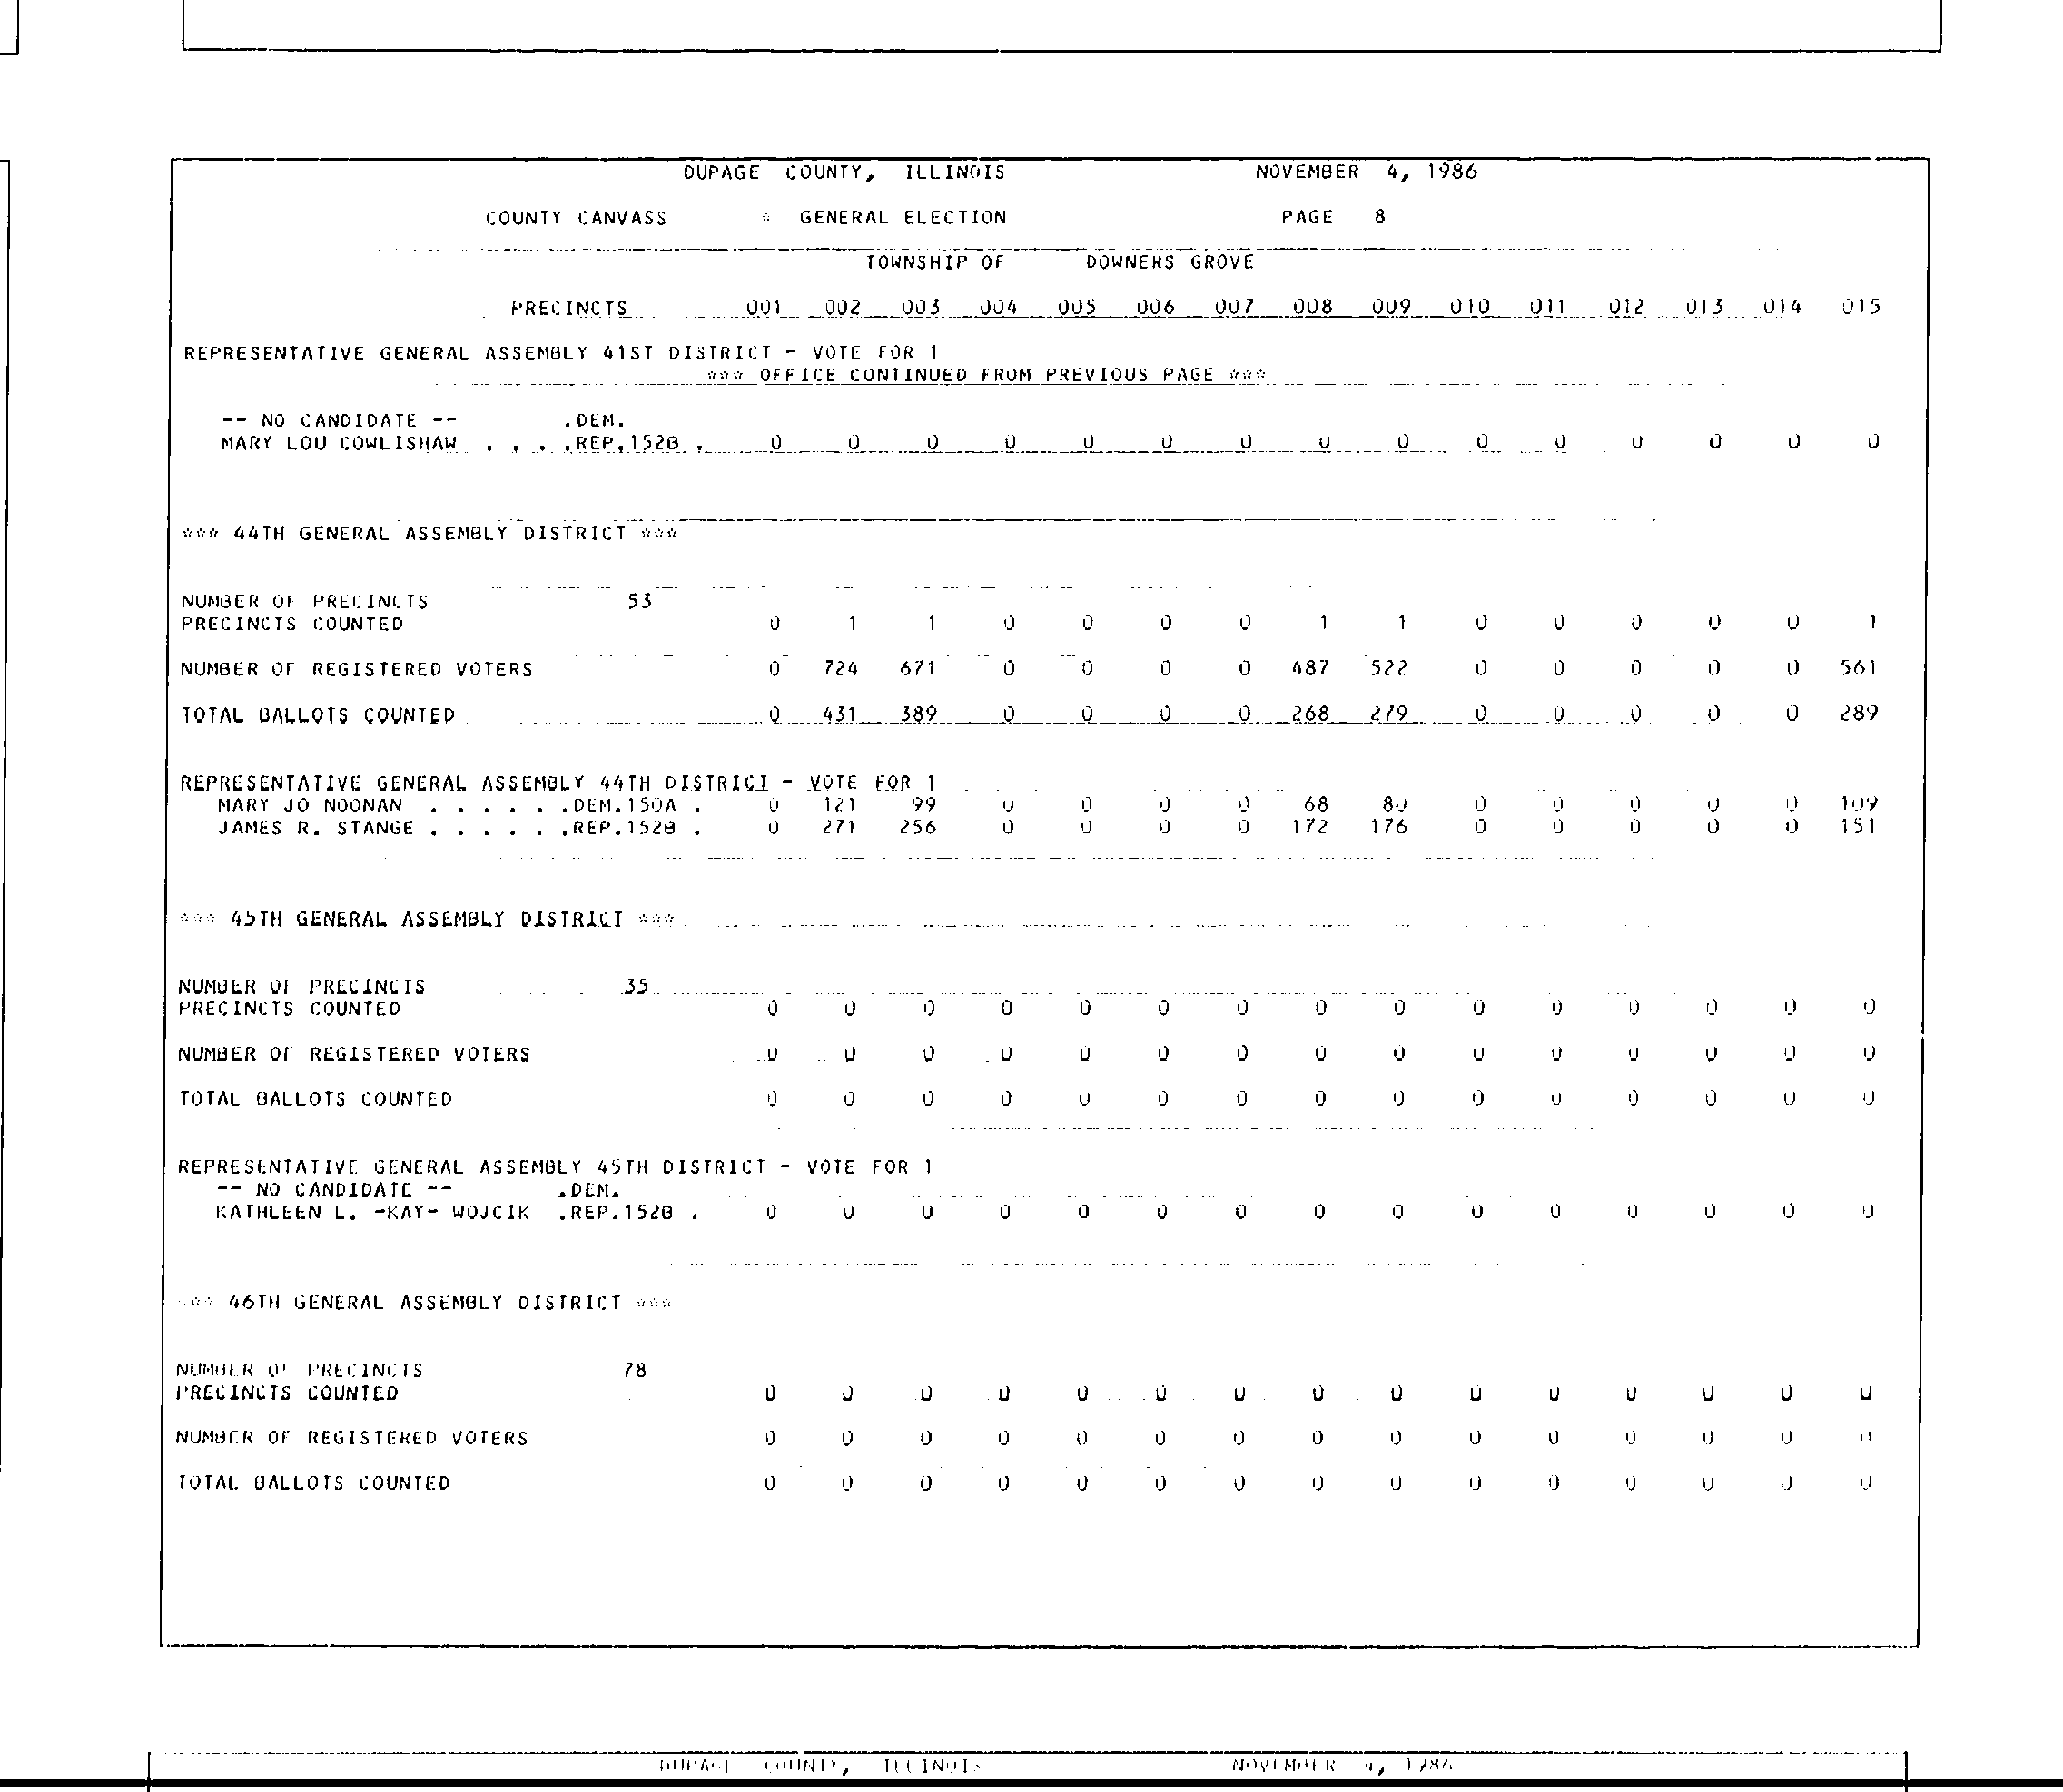 DUPAGE COUNTY, ILLINOIS NOVEMBER 4, 1986
COUNTY CANVASS * GENERAL ELECTION PAGE 8
TOWNSHIP OF DOWNERS GROVE
PRECINCTS 001 002 003 004 005 006 007 008 009 010 011 012 013 014 015
REPRESENTATIVE GENERAL ASSEMBLY 41ST DISTRICT - VOTE FOR 1
*** OFFICE CONTINUED FROM PREVIOUS PAGE ***
-- NO CANDIDATE -- .DEM.
MARY LOU COWLISHAW . . . .REP.152B . 0 0 0 0 0 0 0 0 0 0 0 0 0 0 0
*** 44TH GENERAL ASSEMBLY DISTRICT ***
NUMBER OF PRECINCTS 53
PRECINCTS COUNTED 0 1 1 0 0 0 0 1 1 0 0 0 0 0 1
NUMBER OF REGISTERED VOTERS 0 724 671 0 0 0 0 487 522 0 0 0 0 0 561
TOTAL BALLOTS COUNTED 0 431 389 0 0 0 0 268 279 0 0 0 0 0 289
REPRESENTATIVE GENERAL ASSEMBLY 44TH DISTRICT - VOTE FOR 1
MARY JO NOONAN . . . . . .DEM.150A . 0 121 99 0 0 0 0 68 80 0 0 0 0 0 109
JAMES R. STANGE . . . . . .REP.152B . 0 271 256 0 0 0 0 172 176 0 0 0 0 0 151
*** 45TH GENERAL ASSEMBLY DISTRICT ***
NUMBER OF PRECINCTS 35
PRECINCTS COUNTED 0 0 0 0 0 0 0 0 0 0 0 0 0 0 0
NUMBER OF REGISTERED VOTERS 0 0 0 0 0 0 0 0 0 0 0 0 0 0 0
TOTAL BALLOTS COUNTED 0 0 0 0 0 0 0 0 0 0 0 0 0 0 0
REPRESENTATIVE GENERAL ASSEMBLY 45TH DISTRICT - VOTE FOR 1
-- NO CANDIDATE -- .DEM.
KATHLEEN L. -KAY- WOJCIK .REP.152B . 0 0 0 0 0 0 0 0 0 0 0 0 0 0 0
*** 46TH GENERAL ASSEMBLY DISTRICT ***
NUMBER OF PRECINCTS 78
PRECINCTS COUNTED 0 0 0 0 0 0 0 0 0 0 0 0 0 0 0
NUMBER OF REGISTERED VOTERS 0 0 0 0 0 0 0 0 0 0 0 0 0 0 0
TOTAL BALLOTS COUNTED 0 0 0 0 0 0 0 0 0 0 0 0 0 0 0
DUPAGE COUNTY, ILLINOIS NOVEMBER 4, 1986